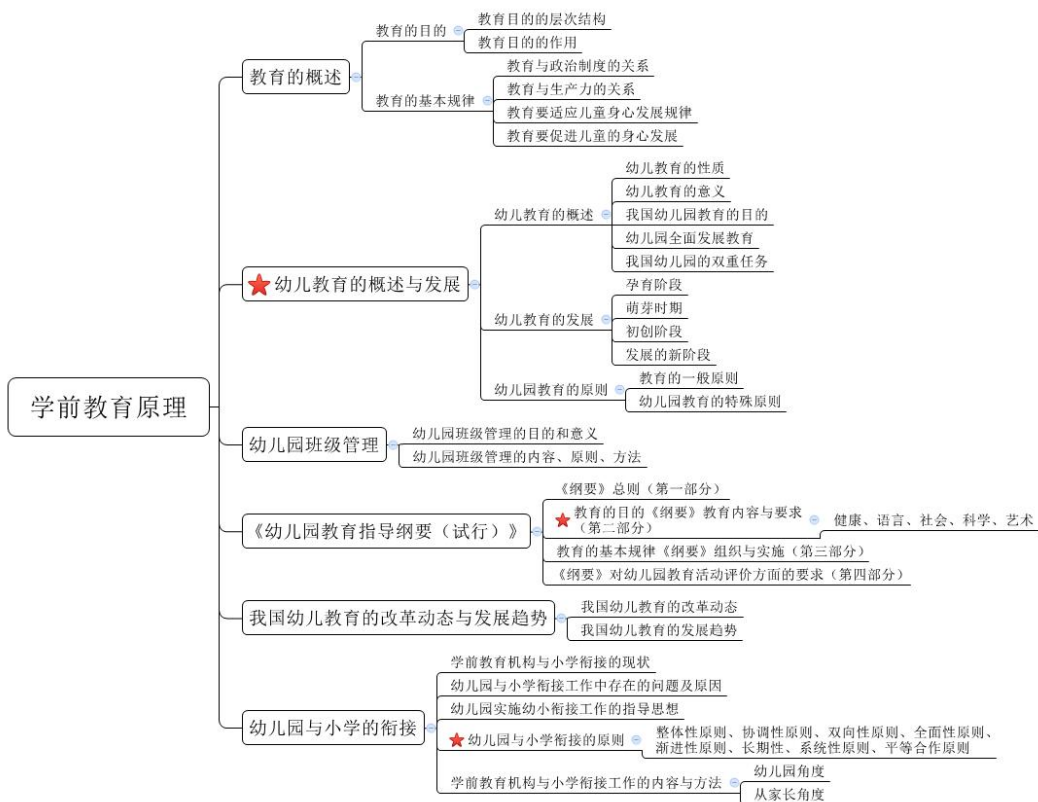 学前教育原理
教育的概述
教育的目的
教育目的的层次结构
教育目的的作用
教育的基本规律
教育与政治制度的关系
教育与生产力的关系
教育要适应儿童身心发展规律
教育要促进儿童的身心发展
幼儿教育的概述与发展
幼儿教育的概述
幼儿教育的性质
幼儿教育的意义
我国幼儿园教育的目的
幼儿园全面发展教育
我国幼儿园的双重任务
幼儿教育的发展
孕育阶段
萌芽时期
初创阶段
发展的新阶段
幼儿园教育的原则
教育的一般原则
幼儿园教育的特殊原则
幼儿园班级管理
幼儿园班级管理的目的和意义
幼儿园班级管理的内容、原则、方法
《幼儿园教育指导纲要（试行）》
《纲要》总则（第一部分）
教育的目的《纲要》教育内容与要求
（第二部分）
健康、语言、社会、科学、艺术
教育的基本规律《纲要》组织与实施（第三部分）
《纲要》对幼儿园教育活动评价方面的要求（第四部分）
我国幼儿教育的改革动态与发展趋势
我国幼儿教育的改革动态
我国幼儿教育的发展趋势
幼儿园与小学的衔接
学前教育机构与小学衔接的现状
幼儿园与小学衔接工作中存在的问题及原因
幼儿园实施幼小衔接工作的指导思想
幼儿园与小学衔接的原则
整体性原则、协调性原则、双向性原则、全面性原则、
渐进性原则、长期性、系统性原则、平等合作原则
学前教育机构与小学衔接工作的内容与方法
幼儿园角度
从家长角度